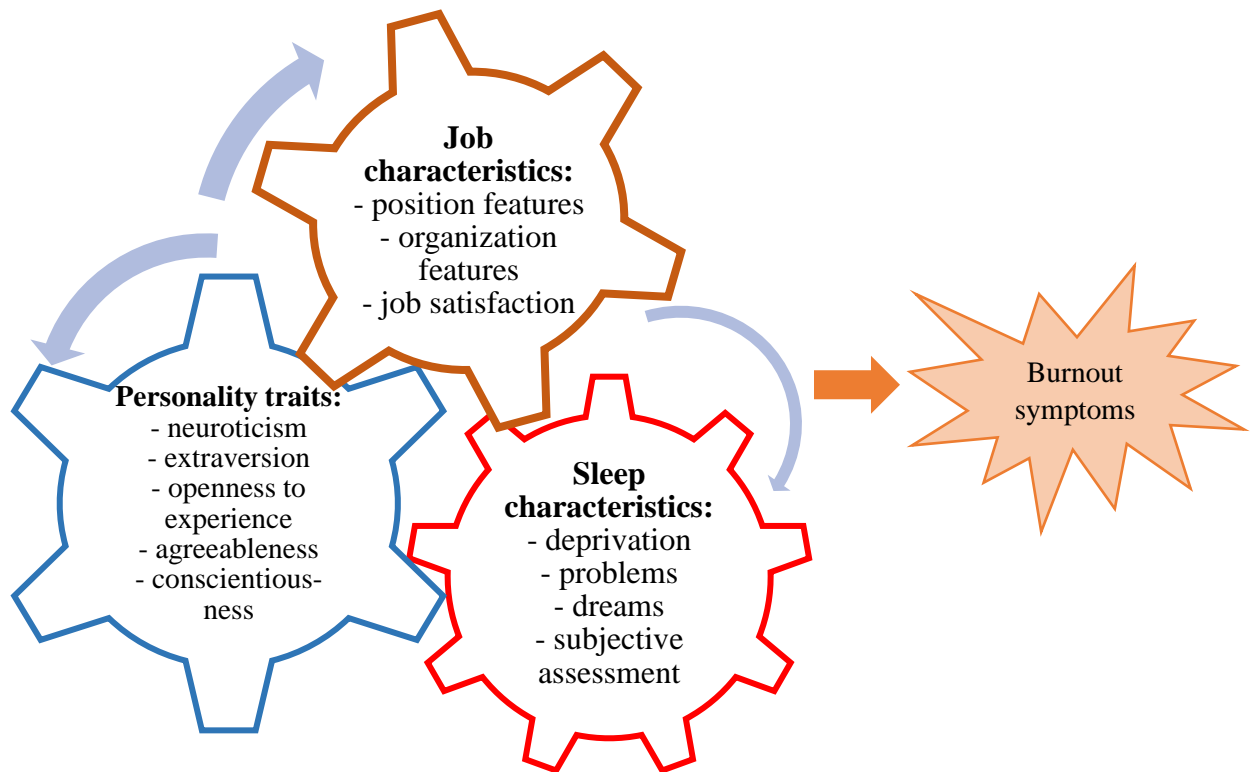 Job
characteristics:
- position features
- organization
features
- job satisfaction
Personality traits:
- neuroticism
- extraversion
- openness to
experience
- agreeableness
- conscientious-
ness
Sleep
characteristics:
- deprivation
- problems
- dreams
- subjective
assessment
Burnout
symptoms